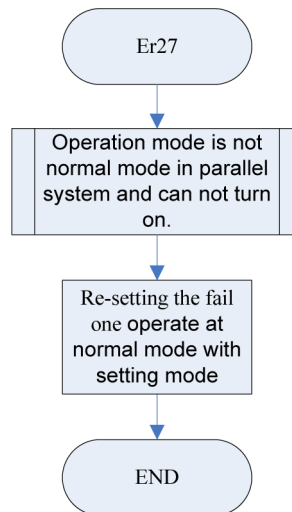 Er27
Operation mode is not
normal mode in parallel
system and can not turn
on.
Re-setting the fail
one operate at
normal mode with
setting mode
END